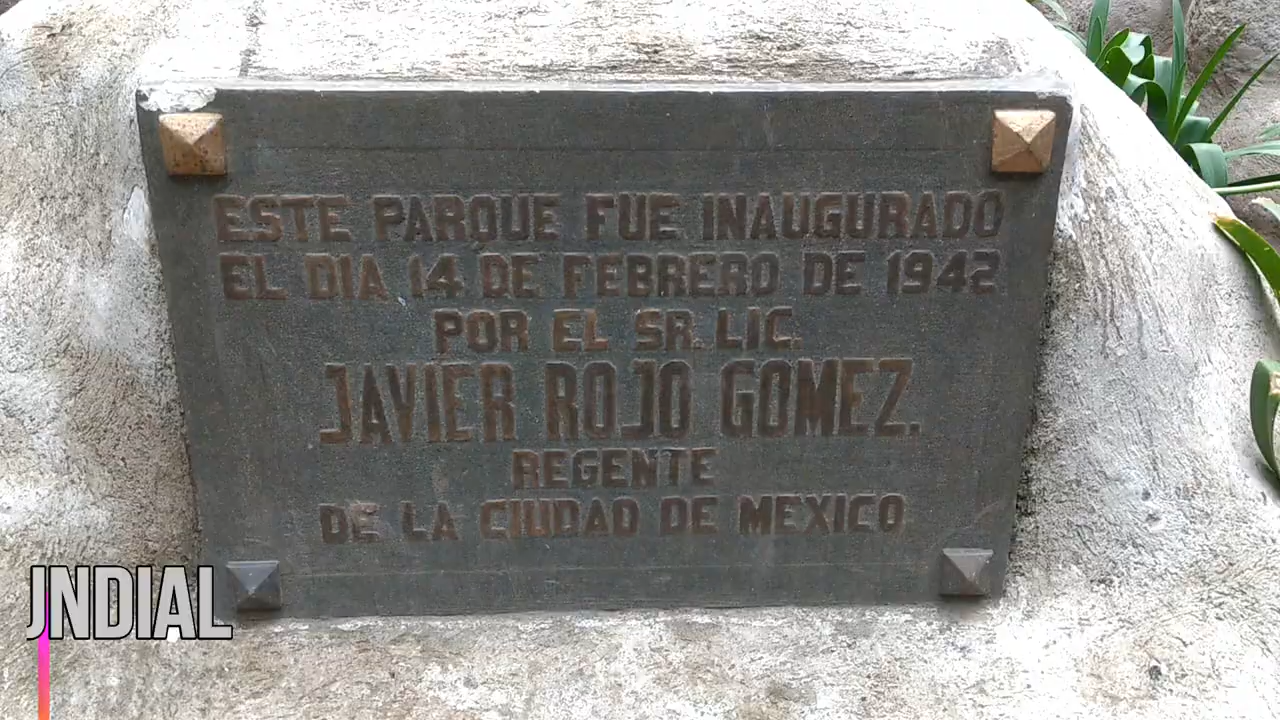 ESTE PARQUE FUE INAUGURADO
EL DIA 14 DE FEBRERO DE 1942
POR EL SR. LIC.
JAVIER ROJO GOMEZ.
REGENTE
DE LA CIUDAD DE MEXICO